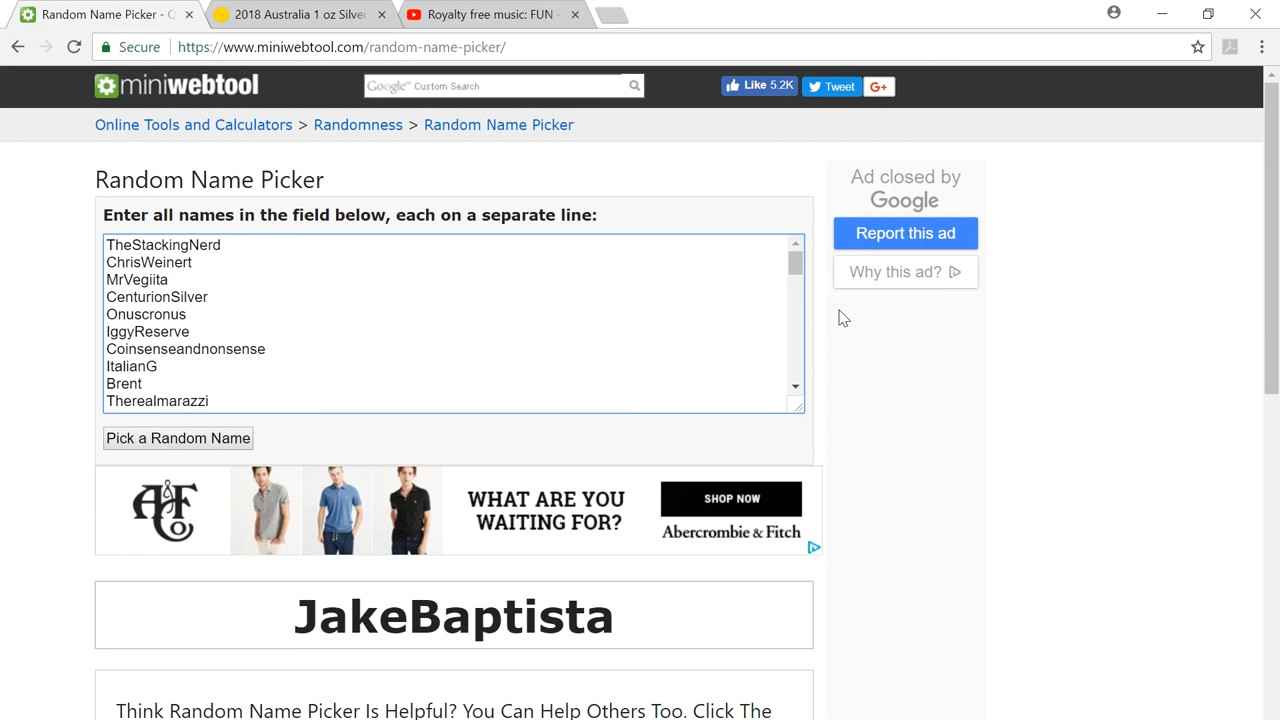 Random Name Picker - O
2018 Australia 1 oz Silver
Royalty free music: FUN -
Secure
https://www.miniwebtool.com/random-name-picker/
miniwebtool
Google™ Custom Search
Like 5.2K
Tweet
G+
Online Tools and Calculators > Randomness > Random Name Picker
Random Name Picker
Enter all names in the field below, each on a separate line:
TheStackingNerd
ChrisWeinert
MrVegiita
CenturionSilver
Onuscronus
IggyReserve
Coinsenseandnonsense
ItalianG
Brent
Therealmarazzi
Pick a Random Name
Ad closed by
Google
Report this ad
Why this ad?
A&F
Co
WHAT ARE YOU
WAITING FOR?
SHOP NOW
Abercrombie & Fitch
JakeBaptista
Think Random Name Picker Is Helpful? You Can Help Others Too. Click The